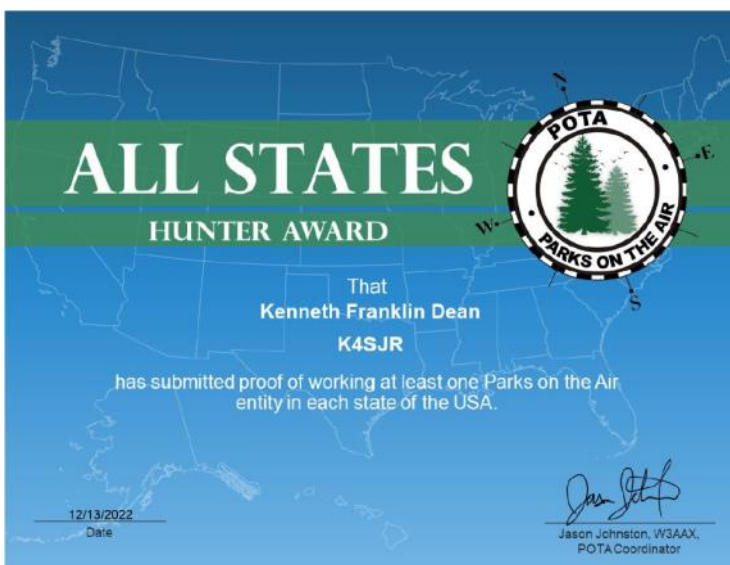 ALL STATES
HUNTER AWARD
POTA
PARKS ON THE AIR
N
E
W
S
That
Kenneth Franklin Dean
K4SJR
has submitted proof of working at least one Parks on the Air
entity in each state of the USA.
12/13/2022
Date
Jason Johnston, W3AAX,
POTA Coordinator